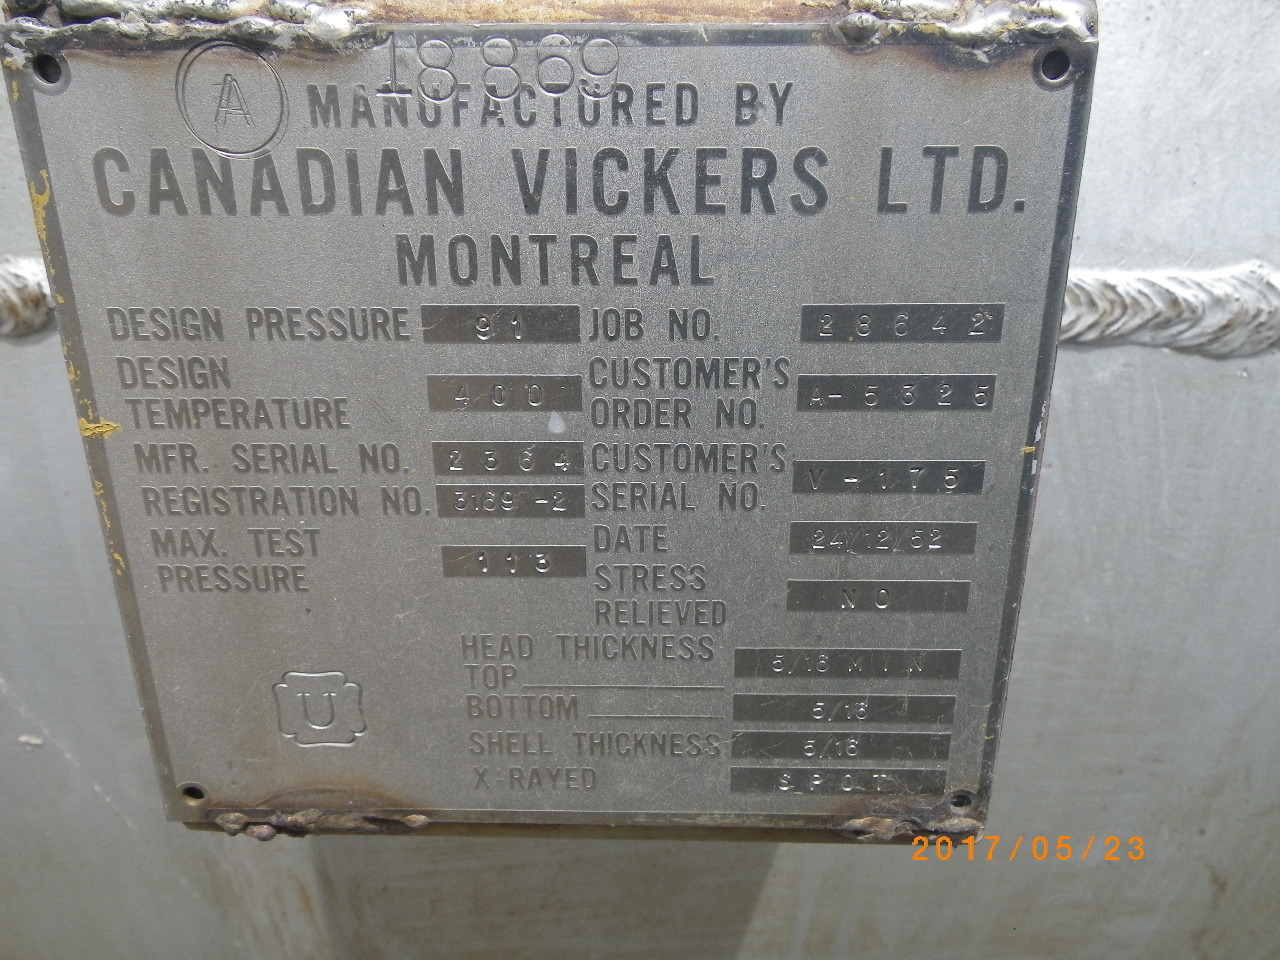 18869
A
MANUFACTURED BY
CANADIAN VICKERS LTD.
MONTREAL
DESIGN PRESSURE 91
DESIGN TEMPERATURE 400
MFR. SERIAL NO. 2364
REGISTRATION NO. 3169-2
MAX. TEST PRESSURE 113
JOB NO. 28642
CUSTOMER'S ORDER NO. A-5325
CUSTOMER'S SERIAL NO. V-175
DATE 24/12/52
STRESS RELIEVED NO
HEAD THICKNESS
TOP 5/16 MIN
BOTTOM 5/16
SHELL THICKNESS 5/16
X-RAYED SPOT
U
2017/05/23